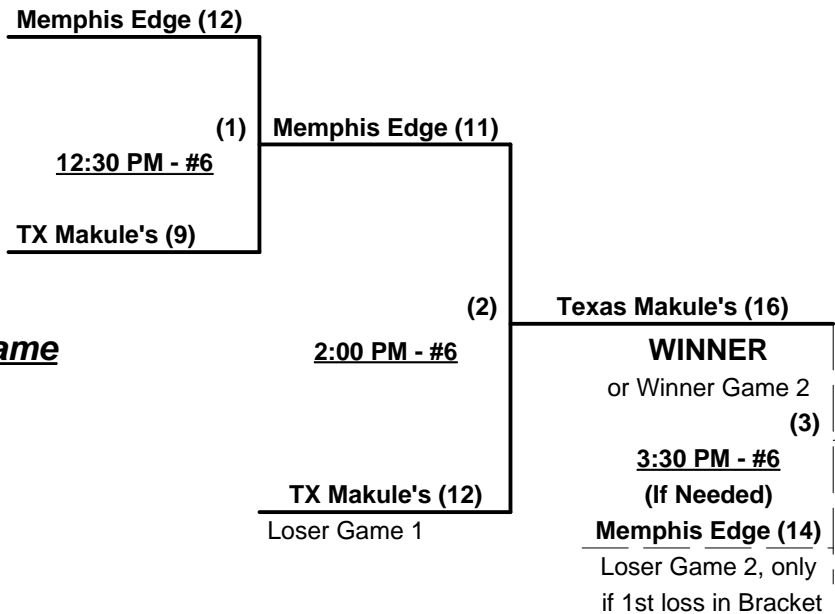 Memphis Edge (12)
(1)
Memphis Edge (11)
12:30 PM - #6
TX Makule's (9)
(2)
Texas Makule's (16)
2:00 PM - #6
WINNER
or Winner Game 2
(3)
3:30 PM - #6
TX Makule's (12)
(If Needed)
Loser Game 1
Memphis Edge (14)
Loser Game 2, only
if 1st loss in Bracket